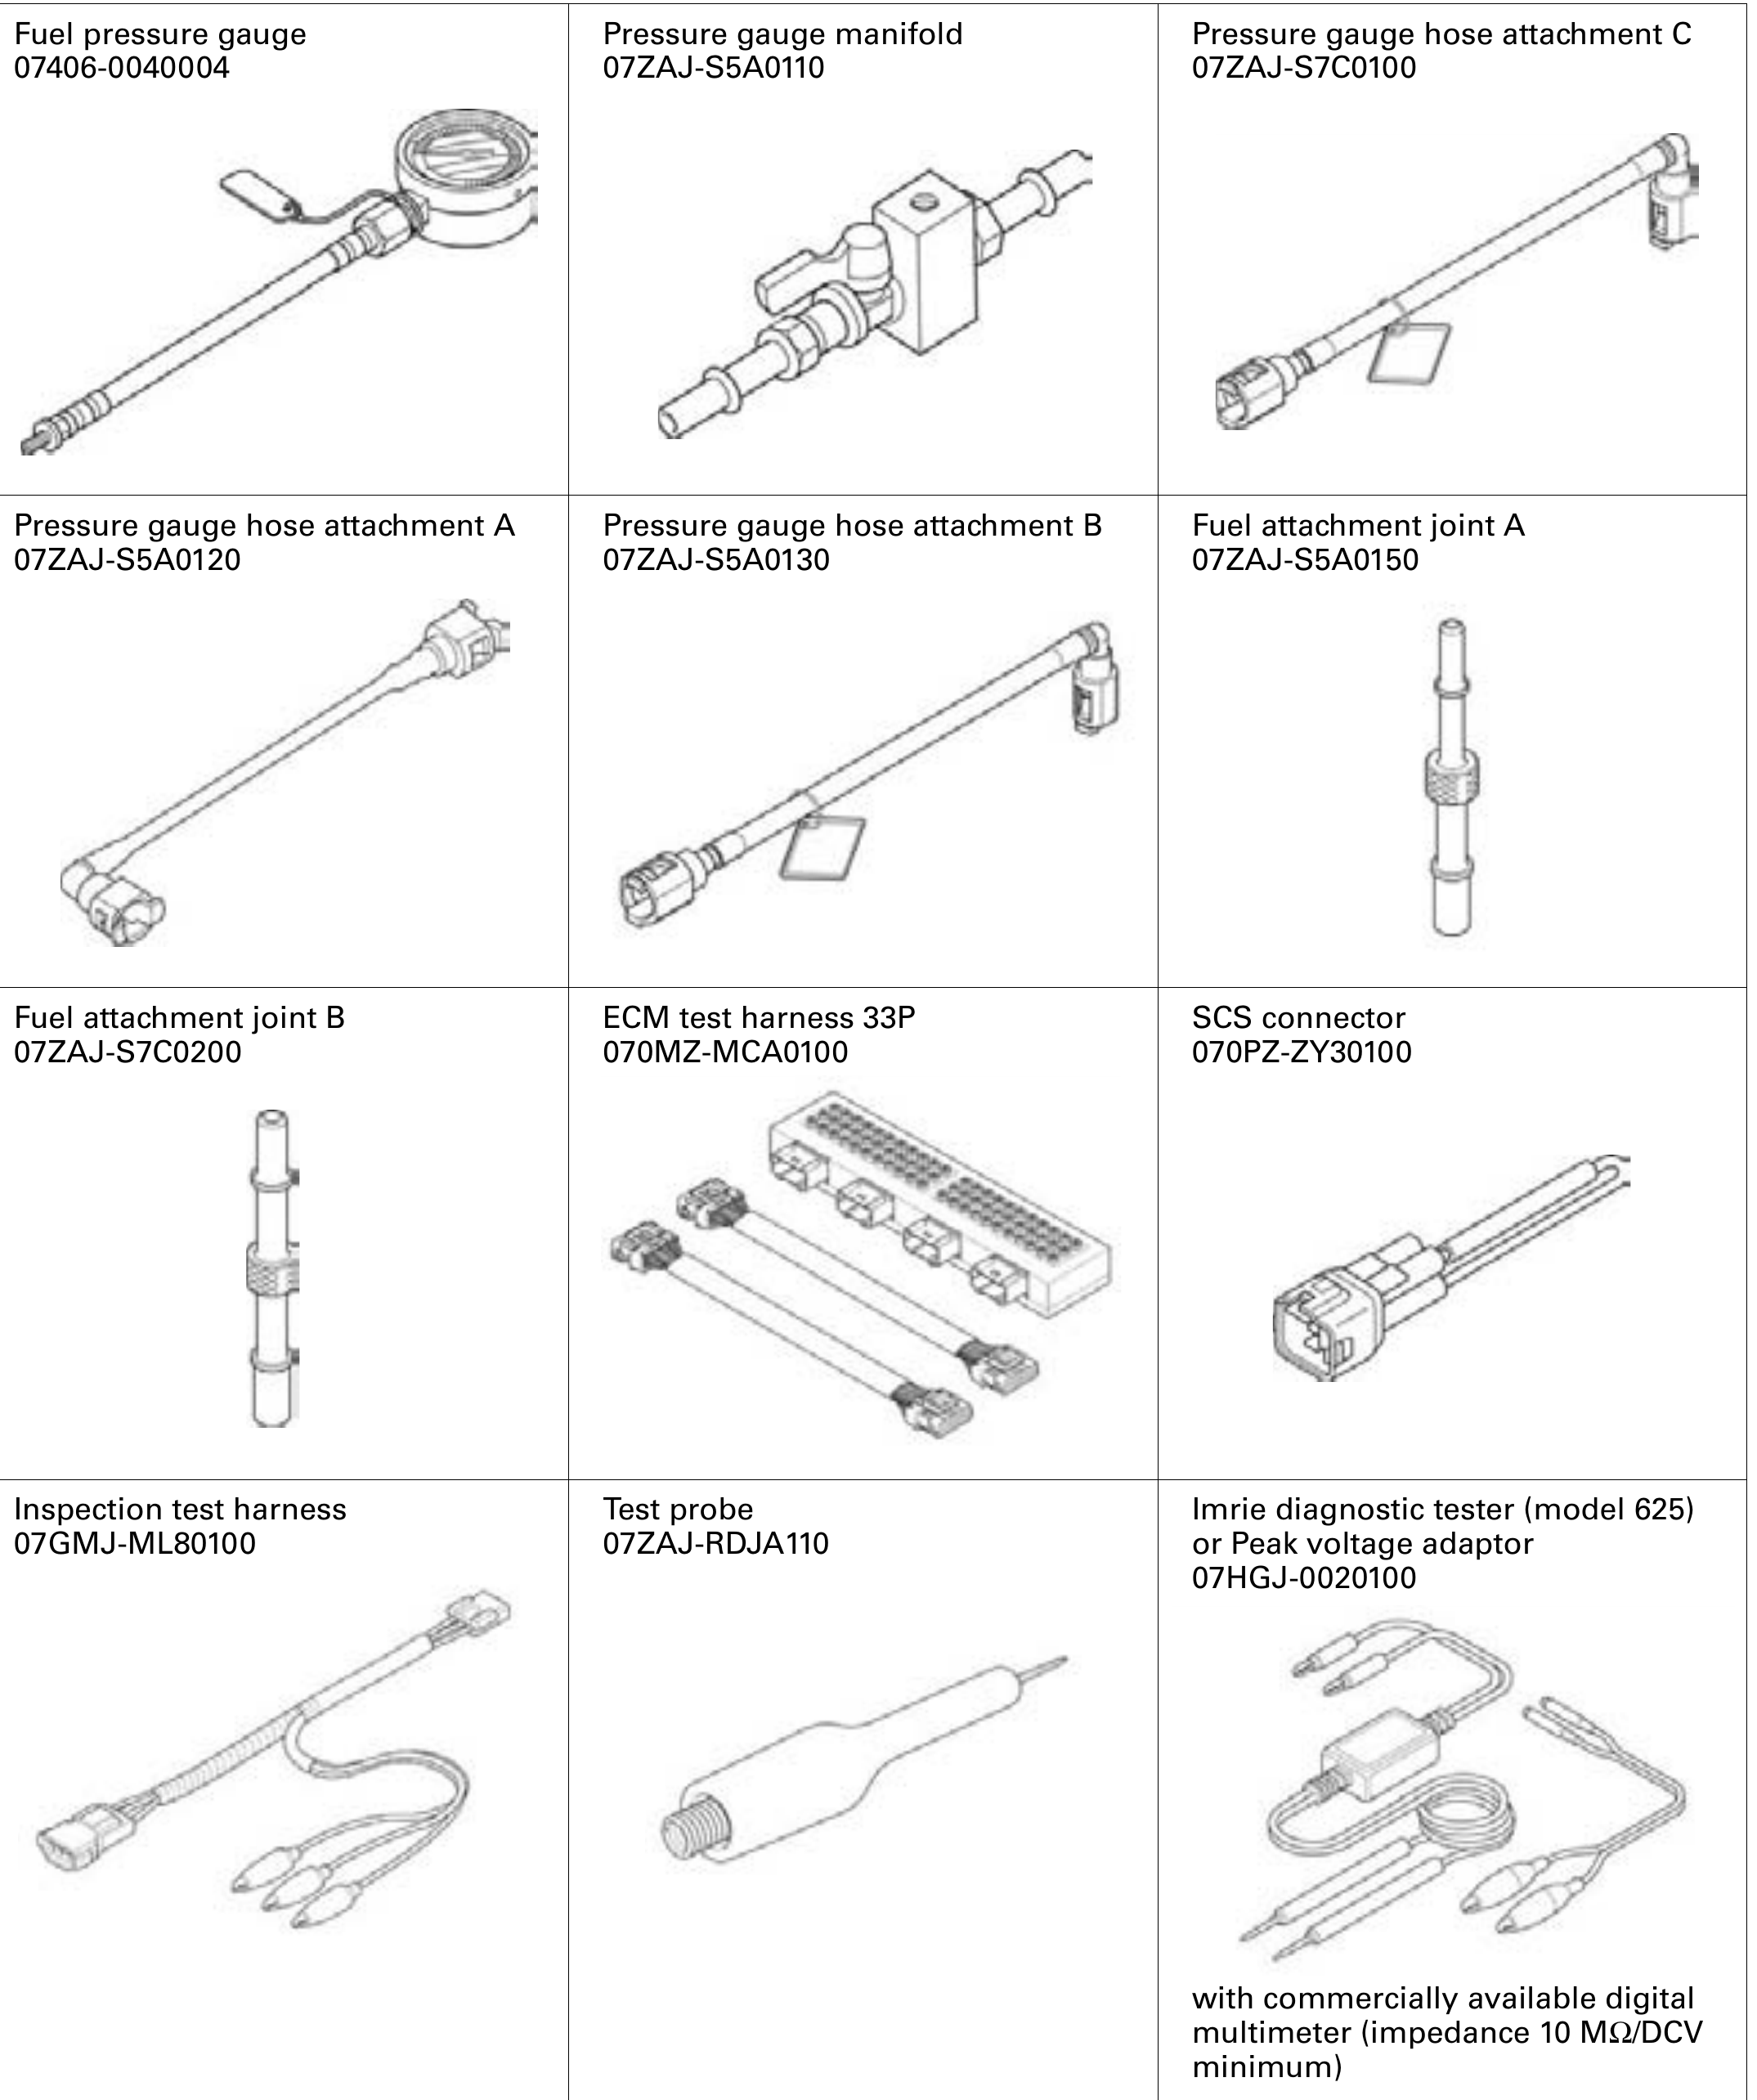 Fuel pressure gauge
07406-0040004
Pressure gauge manifold
07ZAJ-S5A0110
Pressure gauge hose attachment C
07ZAJ-S7C0100
Pressure gauge hose attachment A
07ZAJ-S5A0120
Pressure gauge hose attachment B
07ZAJ-S5A0130
Fuel attachment joint A
07ZAJ-S5A0150
Fuel attachment joint B
07ZAJ-S7C0200
ECM test harness 33P
070MZ-MCA0100
SCS connector
070PZ-ZY30100
Inspection test harness
07GMJ-ML80100
Test probe
07ZAJ-RDJA110
Imrie diagnostic tester (model 625)
or Peak voltage adaptor
07HGJ-0020100
with commercially available digital
multimeter (impedance 10 MΩ/DCV
minimum)